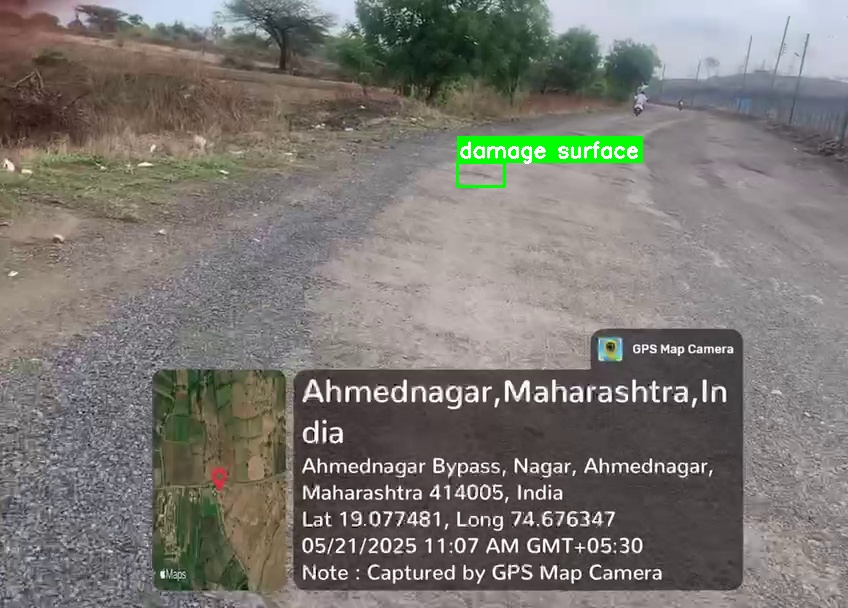 damage surface
GPS Map Camera
Ahmednagar,Maharashtra,In
dia
Ahmednagar Bypass, Nagar, Ahmednagar,
Maharashtra 414005, India
Lat 19.077481, Long 74.676347
05/21/2025 11:07 AM GMT+05:30
Note : Captured by GPS Map Camera
Maps